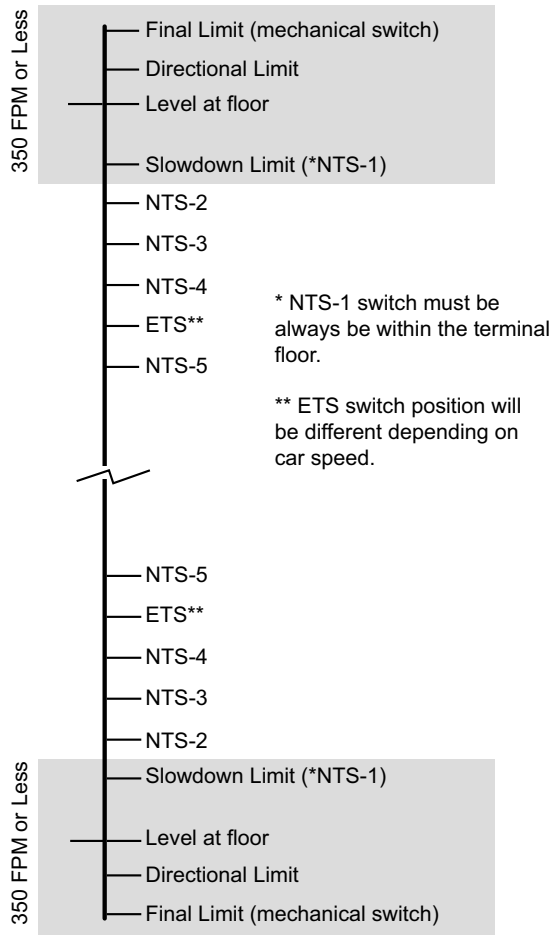 350 FPM or Less
Final Limit (mechanical switch)
Directional Limit
Level at floor
Slowdown Limit (*NTS-1)
NTS-2
NTS-3
NTS-4
ETS**
NTS-5
* NTS-1 switch must be
always be within the terminal
floor.
** ETS switch position will
be different depending on
car speed.
NTS-5
ETS**
NTS-4
NTS-3
NTS-2
350 FPM or Less
Slowdown Limit (*NTS-1)
Level at floor
Directional Limit
Final Limit (mechanical switch)